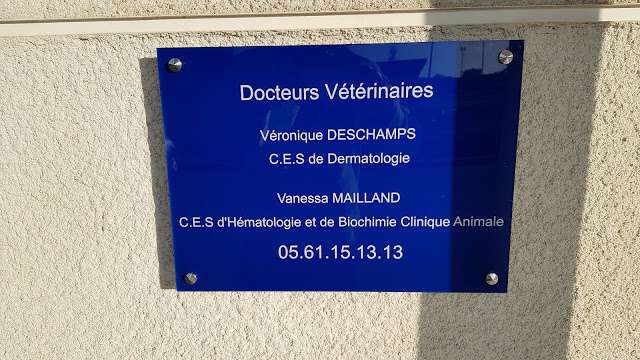 Docteurs Vétérinaires
Véronique DESCHAMPS
C.E.S de Dermatologie
Vanessa MAILLAND
C.E.S d'Hématologie et de Biochimie Clinique Animale
05.61.15.13.13